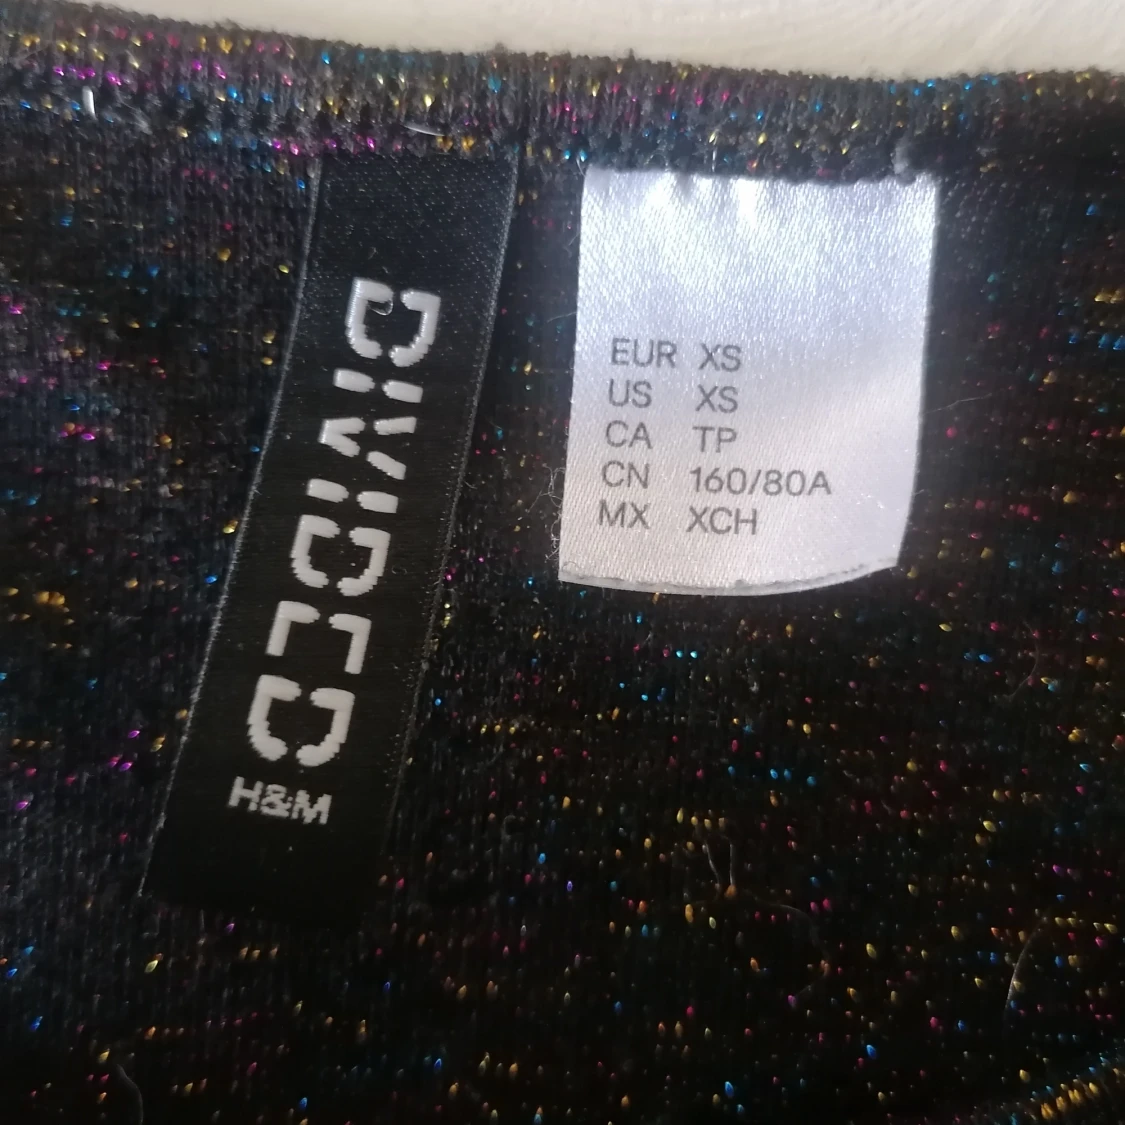 DIVIDED
H&M
EUR XS
US XS
CA TP
CN 160/80A
MX XCH